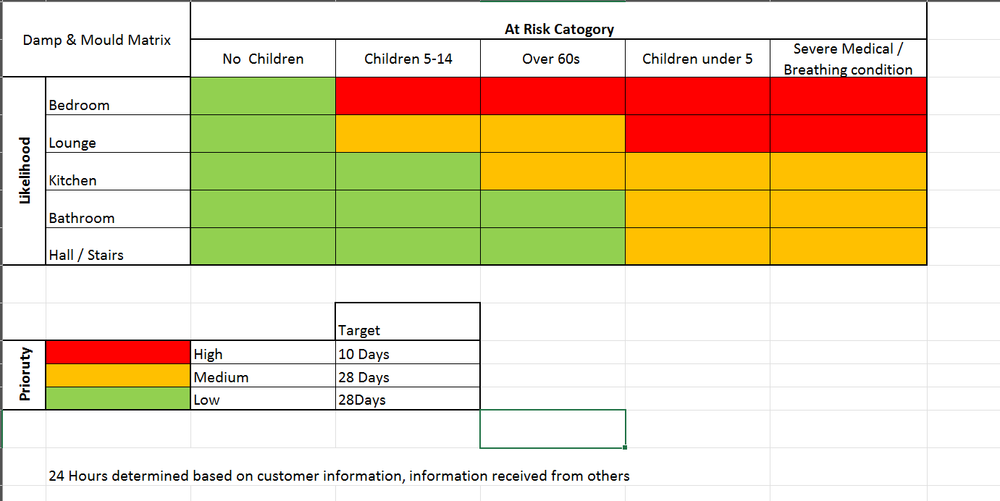 Damp & Mould Matrix
At Risk Catogory
No  Children
Children 5-14
Over 60s
Children under 5
Severe Medical /
Breathing condition
Likelihood
Bedroom
Lounge
Kitchen
Bathroom
Hall / Stairs
Target
Prioruty
High
10 Days
Medium
28 Days
Low
28Days
24 Hours determined based on customer information, information received from others